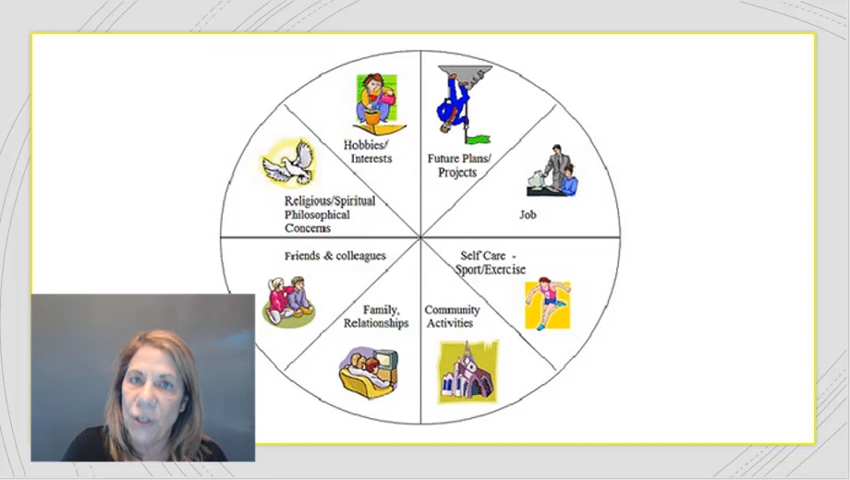 Hobbies/
Interests
Future Plans/
Projects
Religious/Spiritual
Philosophical
Concerns
Job
Friends & colleagues
Self Care -
Sport/Exercise
Family,
Relationships
Community
Activities